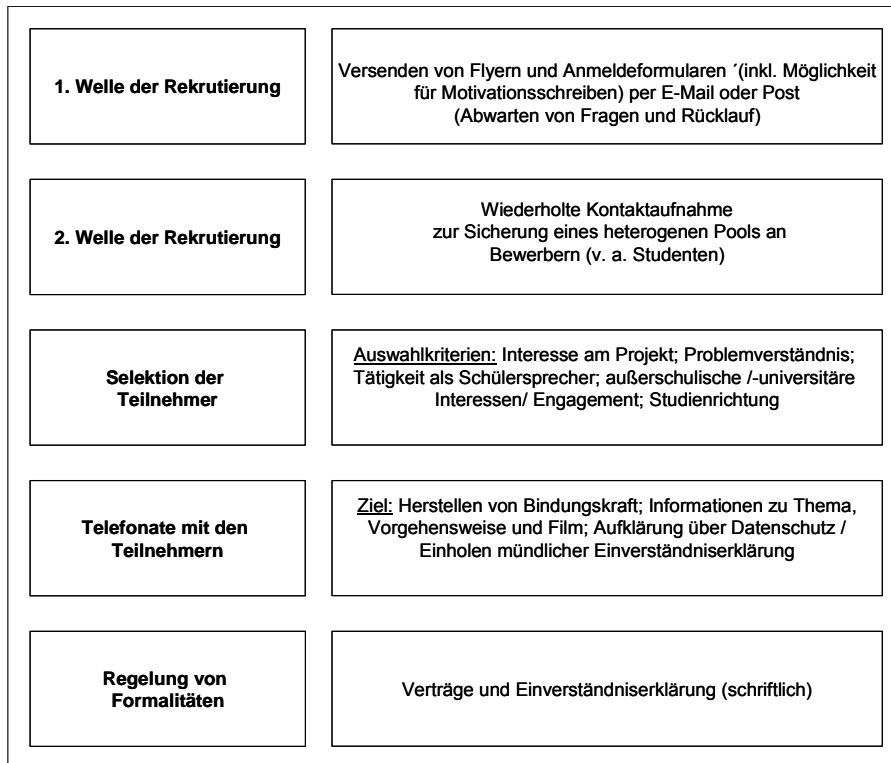 1. Welle der Rekrutierung
Versenden von Flyern und Anmeldeformularen ´(inkl. Möglichkeit
für Motivationsschreiben) per E-Mail oder Post
(Abwarten von Fragen und Rücklauf)
2. Welle der Rekrutierung
Wiederholte Kontaktaufnahme
zur Sicherung eines heterogenen Pools an
Bewerbern (v. a. Studenten)
Selektion der
Teilnehmer
Auswahlkriterien: Interesse am Projekt; Problemverständnis;
Tätigkeit als Schülersprecher; außerschulische /-universitäre
Interessen/ Engagement; Studienrichtung
Telefonate mit den
Teilnehmern
Ziel: Herstellen von Bindungskraft; Informationen zu Thema,
Vorgehensweise und Film; Aufklärung über Datenschutz /
Einholen mündlicher Einverständniserklärung
Regelung von
Formalitäten
Verträge und Einverständniserklärung (schriftlich)